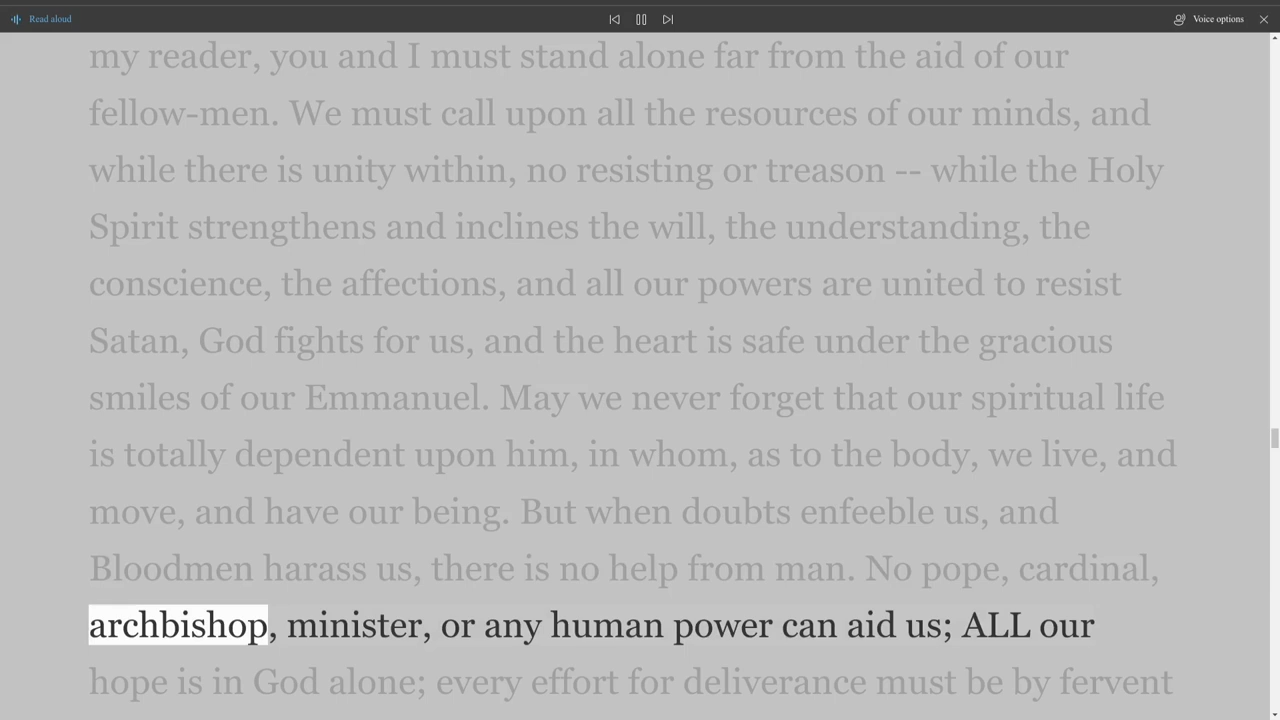 Read aloud
Voice options
my reader, you and I must stand alone far from the aid of our
fellow-men. We must call upon all the resources of our minds, and
while there is unity within, no resisting or treason -- while the Holy
Spirit strengthens and inclines the will, the understanding, the
conscience, the affections, and all our powers are united to resist
Satan, God fights for us, and the heart is safe under the gracious
smiles of our Emmanuel. May we never forget that our spiritual life
is totally dependent upon him, in whom, as to the body, we live, and
move, and have our being. But when doubts enfeeble us, and
Bloodmen harass us, there is no help from man. No pope, cardinal,
archbishop, minister, or any human power can aid us; ALL our
hope is in God alone; every effort for deliverance must be by fervent